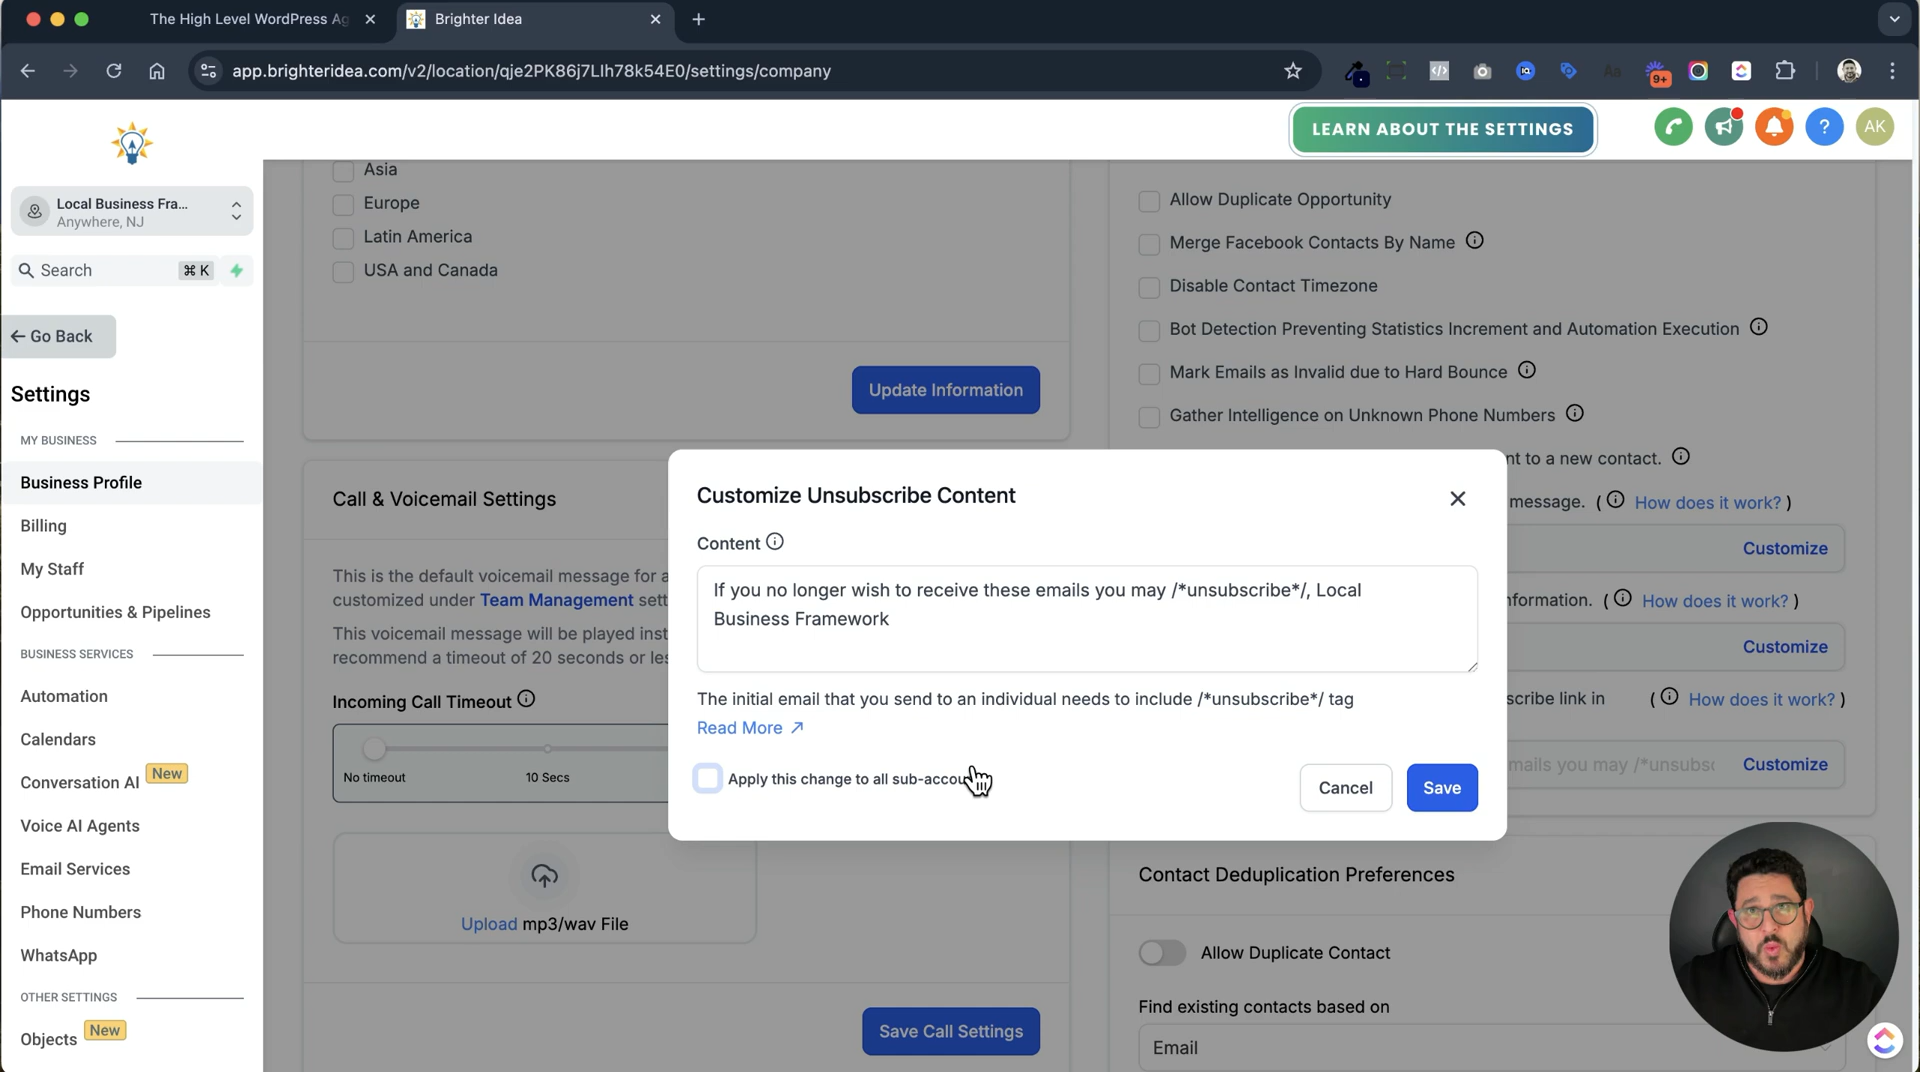 The High Level WordPress Ag
Brighter Idea
app.brighteridea.com/v2/location/qje2PK86j7LIh78k54E0/settings/company
9+
LEARN ABOUT THE SETTINGS
AK
Local Business Fra...
Anywhere, NJ
Search
⌘ K
Go Back
Settings
MY BUSINESS
Business Profile
Billing
My Staff
Opportunities & Pipelines
BUSINESS SERVICES
Automation
Calendars
Conversation AI New
Voice AI Agents
Email Services
Phone Numbers
WhatsApp
OTHER SETTINGS
Objects New
Asia
Europe
Latin America
USA and Canada
Update Information
Call & Voicemail Settings
This is the default voicemail message for a
customized under Team Management sett
This voicemail message will be played inst
recommend a timeout of 20 seconds or les
Incoming Call Timeout
No timeout
10 Secs
Upload mp3/wav File
Save Call Settings
Allow Duplicate Opportunity
Merge Facebook Contacts By Name
Disable Contact Timezone
Bot Detection Preventing Statistics Increment and Automation Execution
Mark Emails as Invalid due to Hard Bounce
Gather Intelligence on Unknown Phone Numbers
nt to a new contact.
message. ( How does it work? )
Customize
nformation. ( How does it work? )
Customize
scribe link in ( How does it work? )
mails you may /*unsubsc
Customize
Customize Unsubscribe Content
Content
If you no longer wish to receive these emails you may /*unsubscribe*/, Local
Business Framework
The initial email that you send to an individual needs to include /*unsubscribe*/ tag
Read More
Apply this change to all sub-accou
Cancel
Save
Contact Deduplication Preferences
Allow Duplicate Contact
Find existing contacts based on
Email